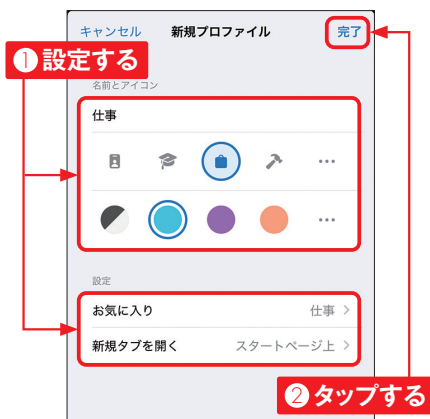 キャンセル 新規プロファイル 完了
❶設定する
名前とアイコン
仕事
設定
お気に入り 仕事
新規タブを開く スタートページ上
❷タップする